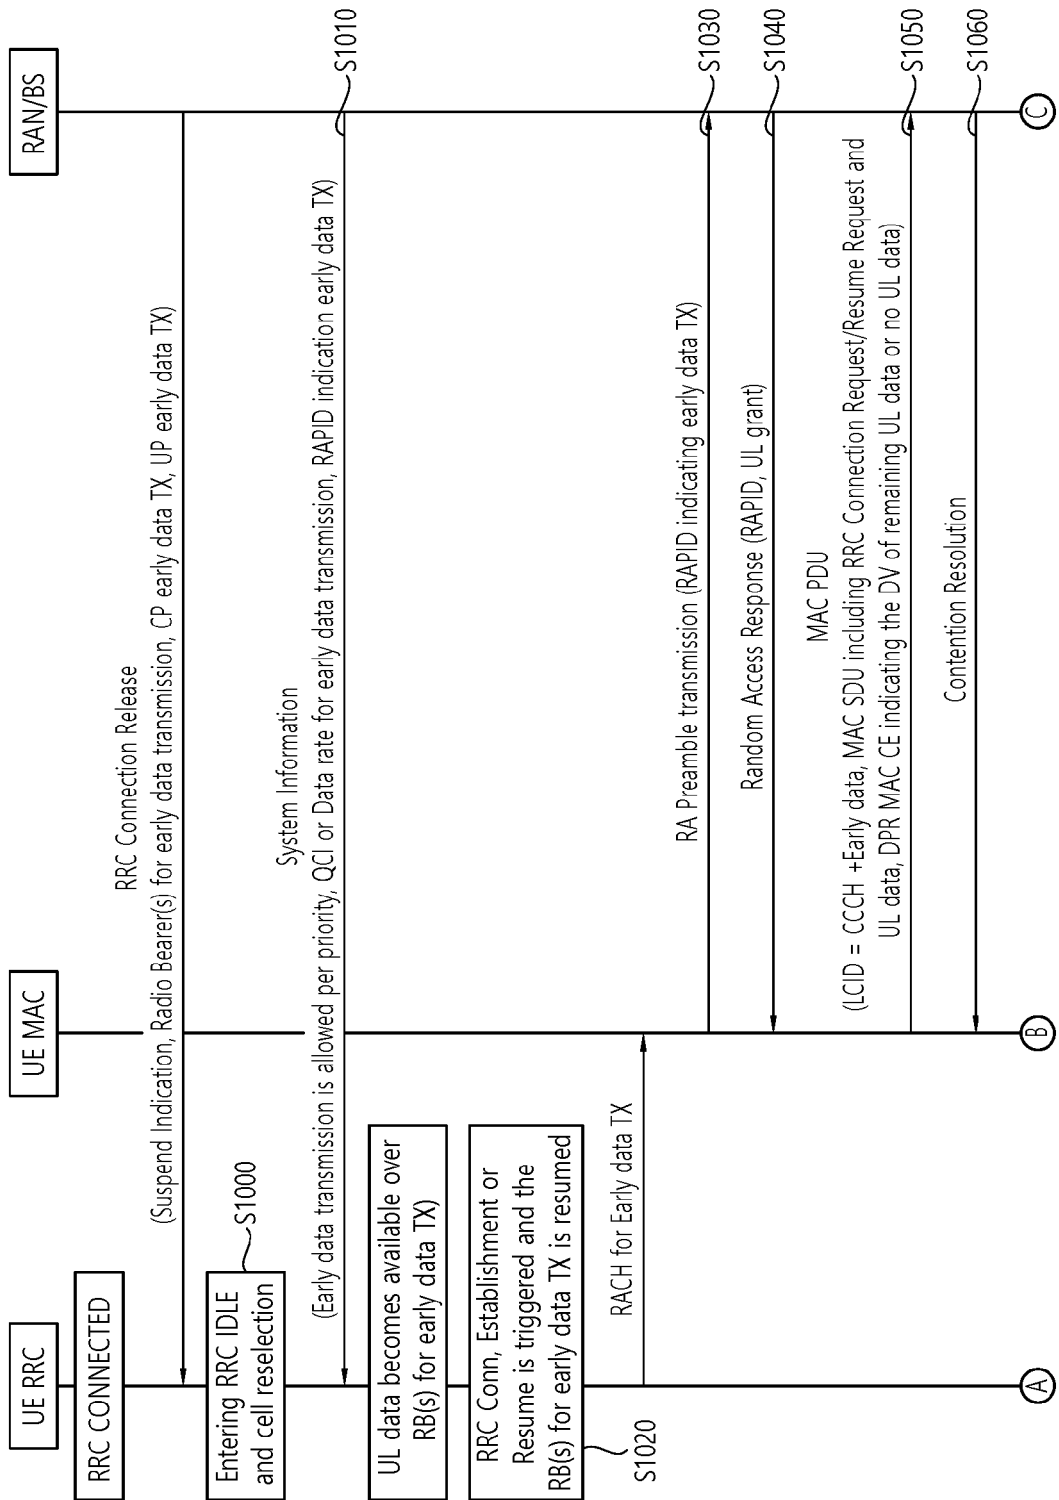 UE RRC
UE MAC
RAN/BS
RRC CONNECTED
RRC Connection Release
(Suspend Indication, Radio Bearer(s) for early data transmission, CP early data TX, UP early data TX)
Entering RRC IDLE
and cell reselection
S1000
System Information
(Early data transmission is allowed per priority, QCI or Data rate for early data transmission, RAPID indication early data TX)
S1010
UL data becomes available over
RB(s) for early data TX)
RRC Conn, Establishment or
Resume is triggered and the
RB(s) for early data TX is resumed
S1020
RACH for Early data TX
RA Preamble transmission (RAPID indicating early data TX)
S1030
Random Access Response (RAPID, UL grant)
S1040
MAC PDU
(LCID = CCCH +Early data, MAC SDU including RRC Connection Request/Resume Request and
UL data, DPR MAC CE indicating the DV of remaining UL data or no UL data)
S1050
Contention Resolution
S1060
A
B
C